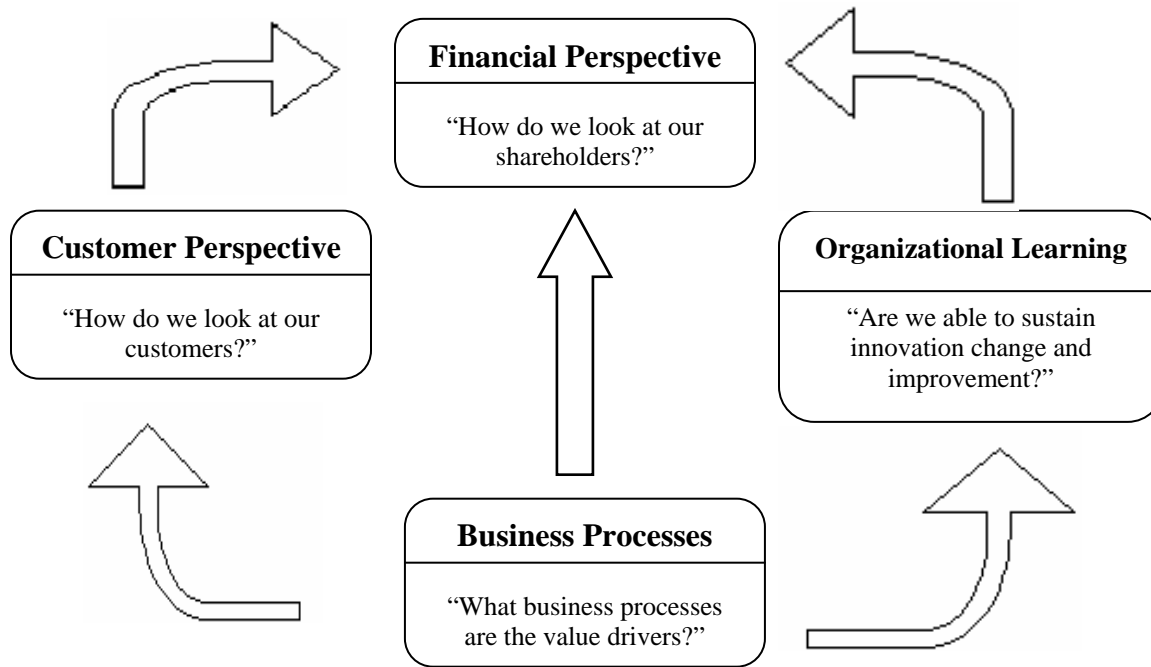 Financial Perspective
“How do we look at our
shareholders?”
Customer Perspective
“How do we look at our
customers?”
Organizational Learning
“Are we able to sustain
innovation change and
improvement?”
Business Processes
“What business processes
are the value drivers?”